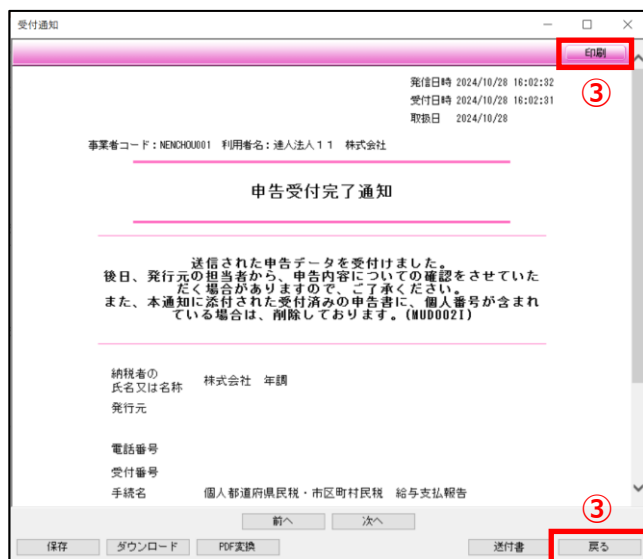 受付通知
印刷
③
発信日時 2024/10/28 16:02:32
受付日時 2024/10/28 16:02:31
取扱日 2024/10/28
事業者コード:NENCHOU001 利用者名:達人法人11 株式会社
申告受付完了通知
送信された申告データを受付けました。
後日、発行元の担当者から、申告内容についての確認をさせていた
だく場合がありますので、ご了承ください。
また、本通知に添付された受付済みの申告書に、個人番号が含まれ
ている場合は、削除しております。(MUD002I)
納税者の
氏名又は名称 株式会社 年調
発行元
電話番号
受付番号
手続名 個人都道府県民税・市区町村民税 給与支払報告
③
前へ 次へ
保存 ダウンロード PDF変換 送付書 戻る